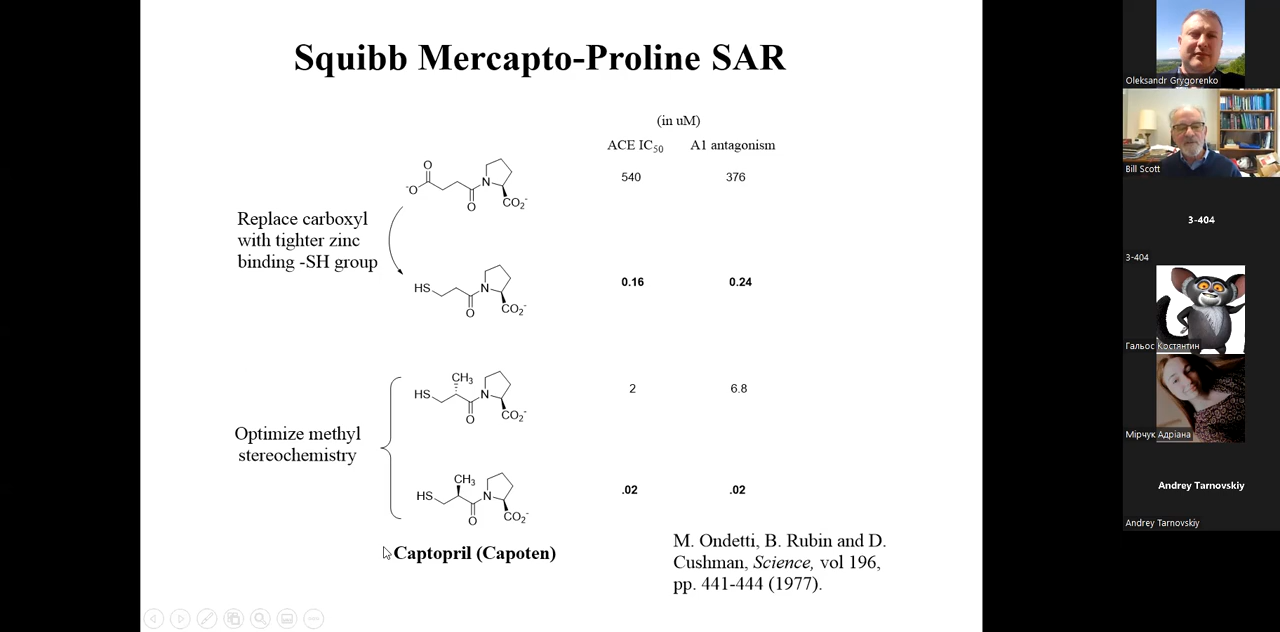 Squibb Mercapto-Proline SAR
(in uM)
ACE IC50 A1 antagonism
O
-O N
O CO2-
540 376
Replace carboxyl
with tighter zinc
binding -SH group
HS N
O CO2-
0.16 0.24
CH3
HS N
O CO2-
2 6.8
Optimize methyl
stereochemistry
CH3
HS N
O CO2-
.02 .02
Captopril (Capoten)
M. Ondetti, B. Rubin and D.
Cushman, Science, vol 196,
pp. 441-444 (1977).
Oleksandr Grygorenko
Bill Scott
3-404
3-404
Гальос Костянтин
Мірчук Адріана
Andrey Tarnovskiy
Andrey Tarnovskiy